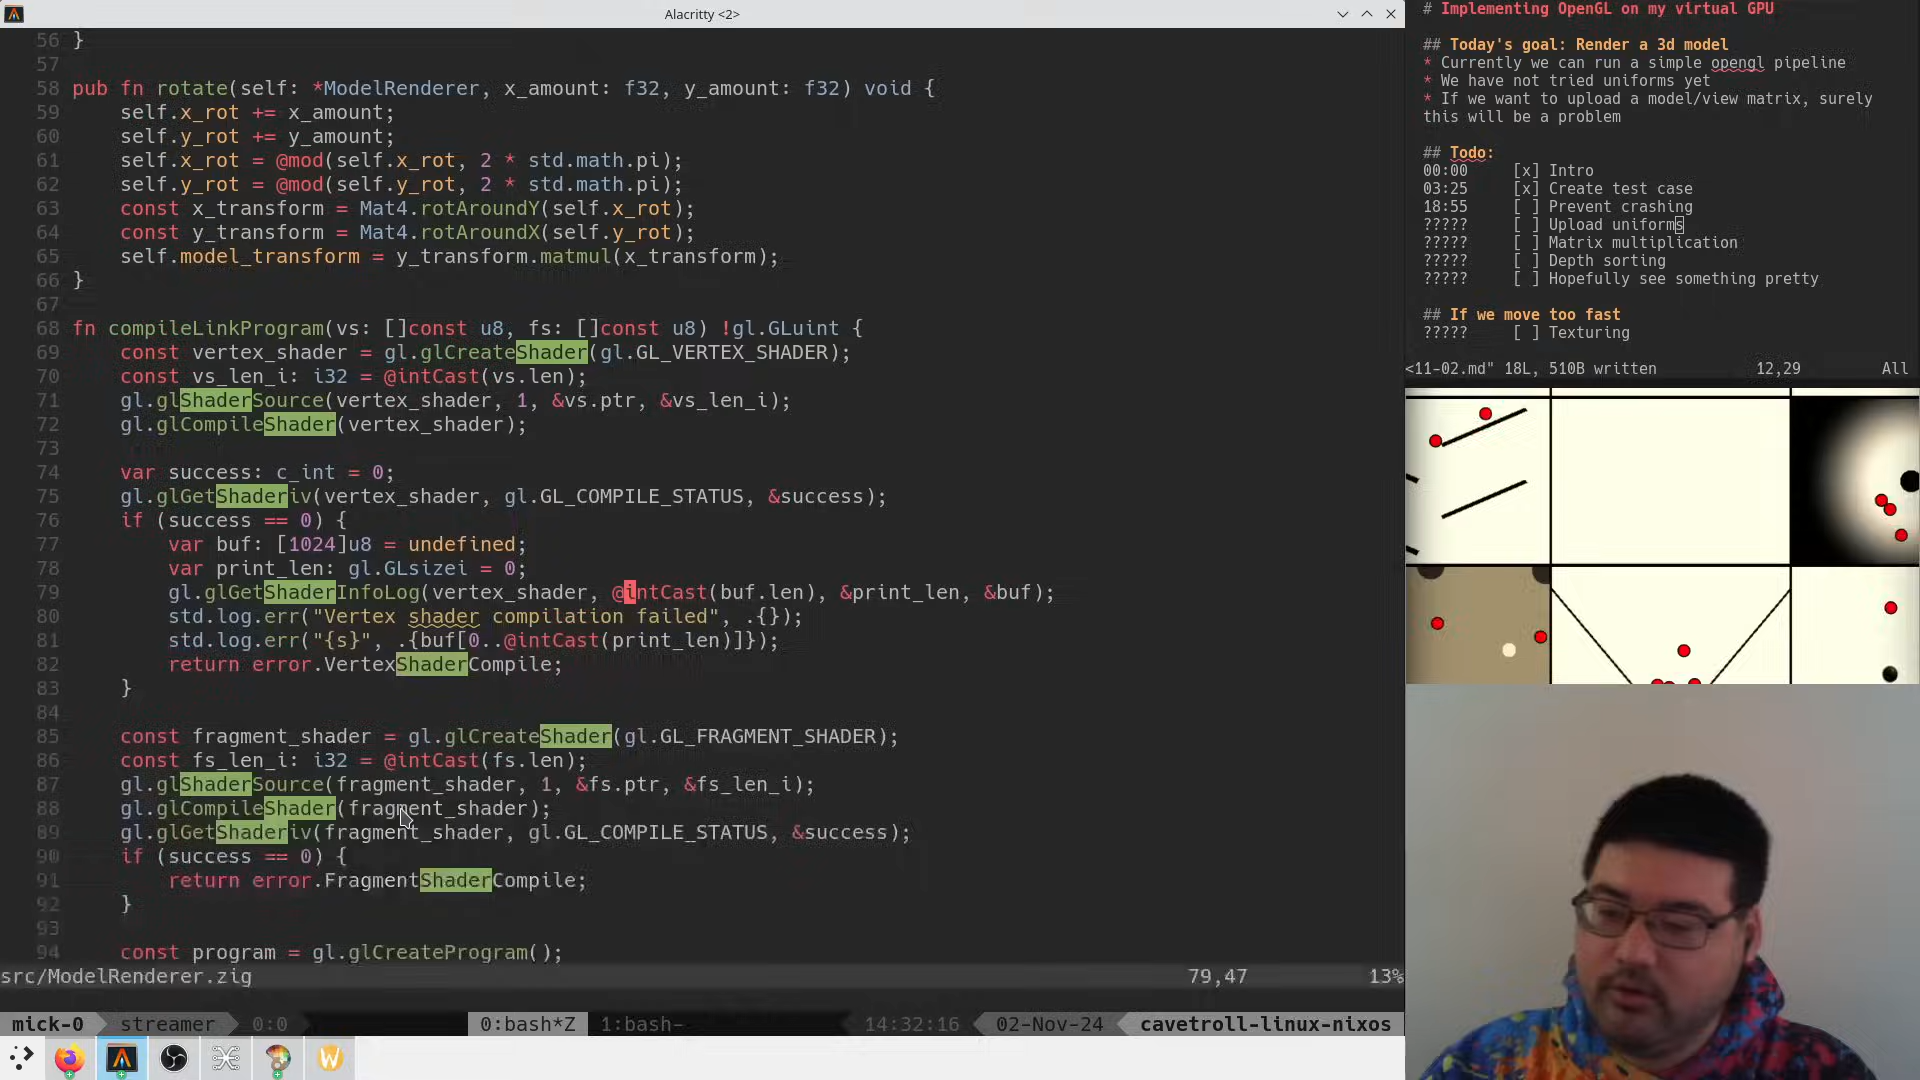 Alacritty <2>
56 }
57
58 pub fn rotate(self: *ModelRenderer, x_amount: f32, y_amount: f32) void {
59 self.x_rot += x_amount;
60 self.y_rot += y_amount;
61 self.x_rot = @mod(self.x_rot, 2 * std.math.pi);
62 self.y_rot = @mod(self.y_rot, 2 * std.math.pi);
63 const x_transform = Mat4.rotAroundY(self.x_rot);
64 const y_transform = Mat4.rotAroundX(self.y_rot);
65 self.model_transform = y_transform.matmul(x_transform);
66 }
67
68 fn compileLinkProgram(vs: []const u8, fs: []const u8) !gl.GLuint {
69 const vertex_shader = gl.glCreateShader(gl.GL_VERTEX_SHADER);
70 const vs_len_i: i32 = @intCast(vs.len);
71 gl.glShaderSource(vertex_shader, 1, &vs.ptr, &vs_len_i);
72 gl.glCompileShader(vertex_shader);
73
74 var success: c_int = 0;
75 gl.glGetShaderiv(vertex_shader, gl.GL_COMPILE_STATUS, &success);
76 if (success == 0) {
77 var buf: [1024]u8 = undefined;
78 var print_len: gl.GLsizei = 0;
79 gl.glGetShaderInfoLog(vertex_shader, @intCast(buf.len), &print_len, &buf);
80 std.log.err("Vertex shader compilation failed", .{});
81 std.log.err("{s}", .{buf[0..@intCast(print_len)]});
82 return error.VertexShaderCompile;
83 }
84
85 const fragment_shader = gl.glCreateShader(gl.GL_FRAGMENT_SHADER);
86 const fs_len_i: i32 = @intCast(fs.len);
87 gl.glShaderSource(fragment_shader, 1, &fs.ptr, &fs_len_i);
88 gl.glCompileShader(fragment_shader);
89 gl.glGetShaderiv(fragment_shader, gl.GL_COMPILE_STATUS, &success);
90 if (success == 0) {
91 return error.FragmentShaderCompile;
92 }
93
94 const program = gl.glCreateProgram();
src/ModelRenderer.zig 79,47 13%
mick-0 streamer 0:0 0:bash*Z 1:bash- 14:32:16 02-Nov-24 cavetroll-linux-nixos
# Implementing OpenGL on my virtual GPU
## Today's goal: Render a 3d model
* Currently we can run a simple opengl pipeline
* We have not tried uniforms yet
* If we want to upload a model/view matrix, surely
this will be a problem
## Todo:
00:00 [x] Intro
03:25 [x] Create test case
18:55 [ ] Prevent crashing
????? [ ] Upload uniforms
????? [ ] Matrix multiplication
????? [ ] Depth sorting
????? [ ] Hopefully see something pretty
## If we move too fast
????? [ ] Texturing
<11-02.md" 18L, 510B written 12,29 All